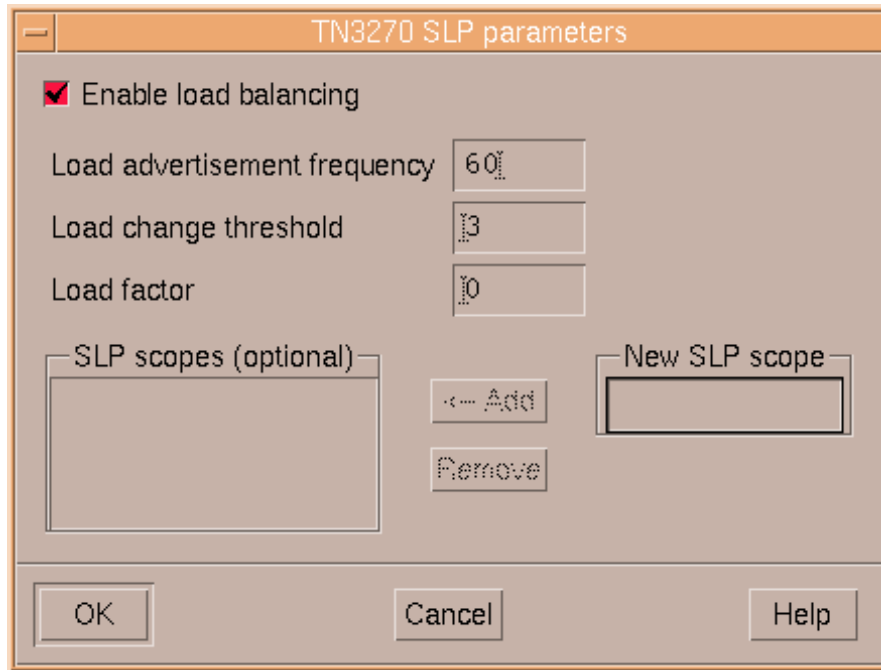 TN3270 SLP parameters
Enable load balancing
Load advertisement frequency 60
Load change threshold 3
Load factor 0
SLP scopes (optional)
New SLP scope
<-- Add
Remove
OK Cancel Help